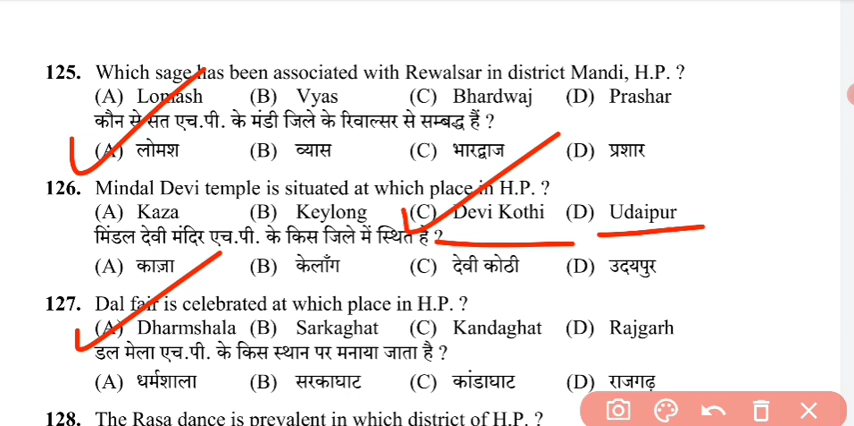 125. Which sage has been associated with Rewalsar in district Mandi, H.P. ?
(A) Lomash (B) Vyas (C) Bhardwaj (D) Prashar
कौन से संत एच.पी. के मंडी जिले के रिवाल्सर से सम्बद्ध हैं ?
(A) लोमश (B) व्यास (C) भारद्वाज (D) प्रशार
126. Mindal Devi temple is situated at which place in H.P. ?
(A) Kaza (B) Keylong (C) Devi Kothi (D) Udaipur
मिंडल देवी मंदिर एच.पी. के किस जिले में स्थित है ?
(A) काज़ा (B) केलाँग (C) देवी कोठी (D) उदयपुर
127. Dal fair is celebrated at which place in H.P. ?
(A) Dharmshala (B) Sarkaghat (C) Kandaghat (D) Rajgarh
डल मेला एच.पी. के किस स्थान पर मनाया जाता है ?
(A) धर्मशाला (B) सरकाघाट (C) कांडाघाट (D) राजगढ़
128. The Rasa dance is prevalent in which district of H.P. ?